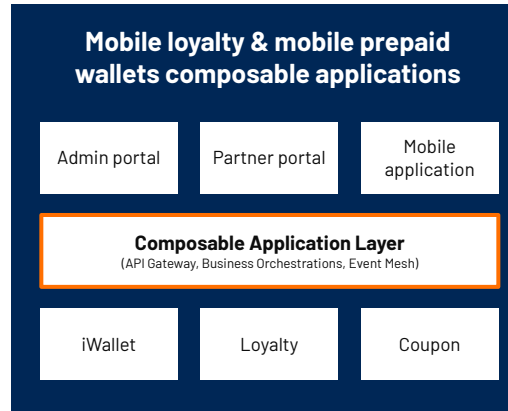 Mobile loyalty & mobile prepaid
wallets composable applications
Admin portal
Partner portal
Mobile
application
Composable Application Layer
(API Gateway, Business Orchestrations, Event Mesh)
iWallet
Loyalty
Coupon